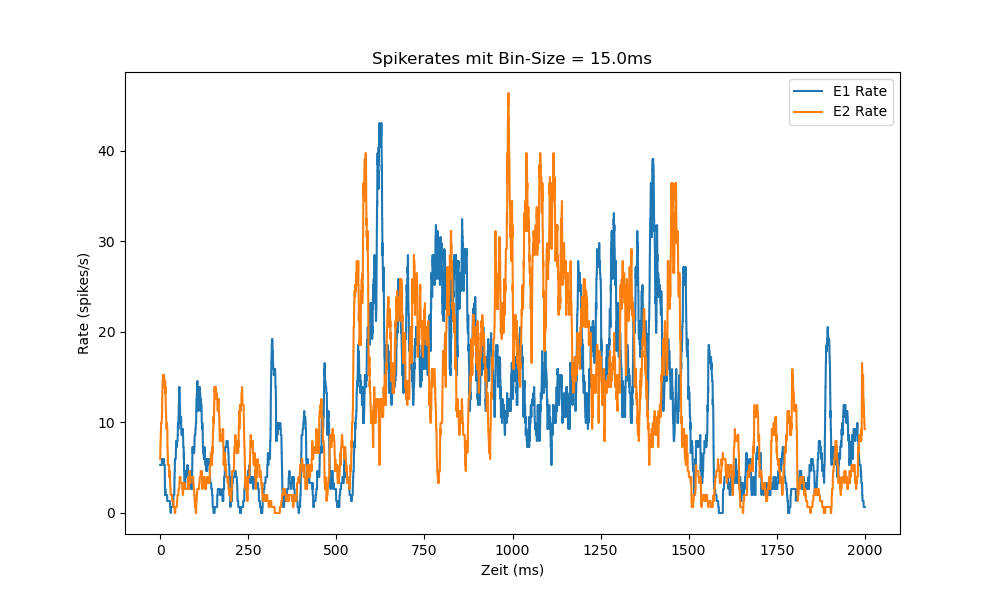 Spikerates mit Bin-Size = 15.0ms
E1 Rate
E2 Rate
Rate (spikes/s)
40
30
20
10
0
0 250 500 750 1000 1250 1500 1750 2000
Zeit (ms)